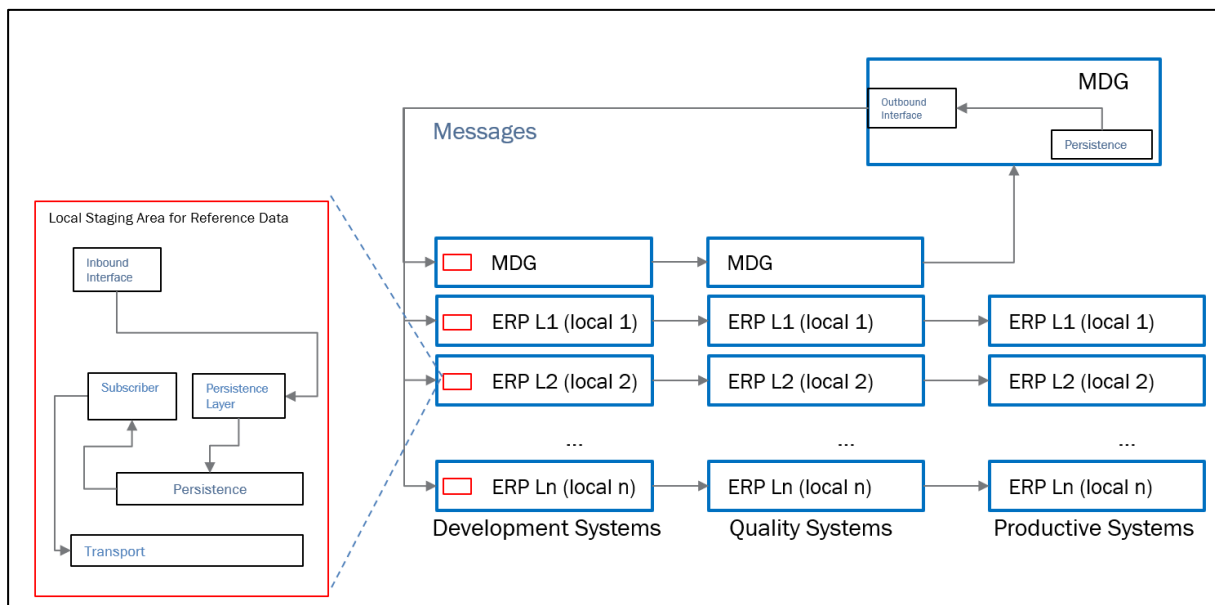 MDG
Outbound
Interface
Messages
Persistence
Local Staging Area for Reference Data
Inbound
Interface
Subscriber
Persistence
Layer
Persistence
Transport
MDG
MDG
ERP L1 (local 1)
ERP L1 (local 1)
ERP L1 (local 1)
ERP L2 (local 2)
ERP L2 (local 2)
ERP L2 (local 2)
...
...
...
ERP Ln (local n)
ERP Ln (local n)
ERP Ln (local n)
Development Systems
Quality Systems
Productive Systems